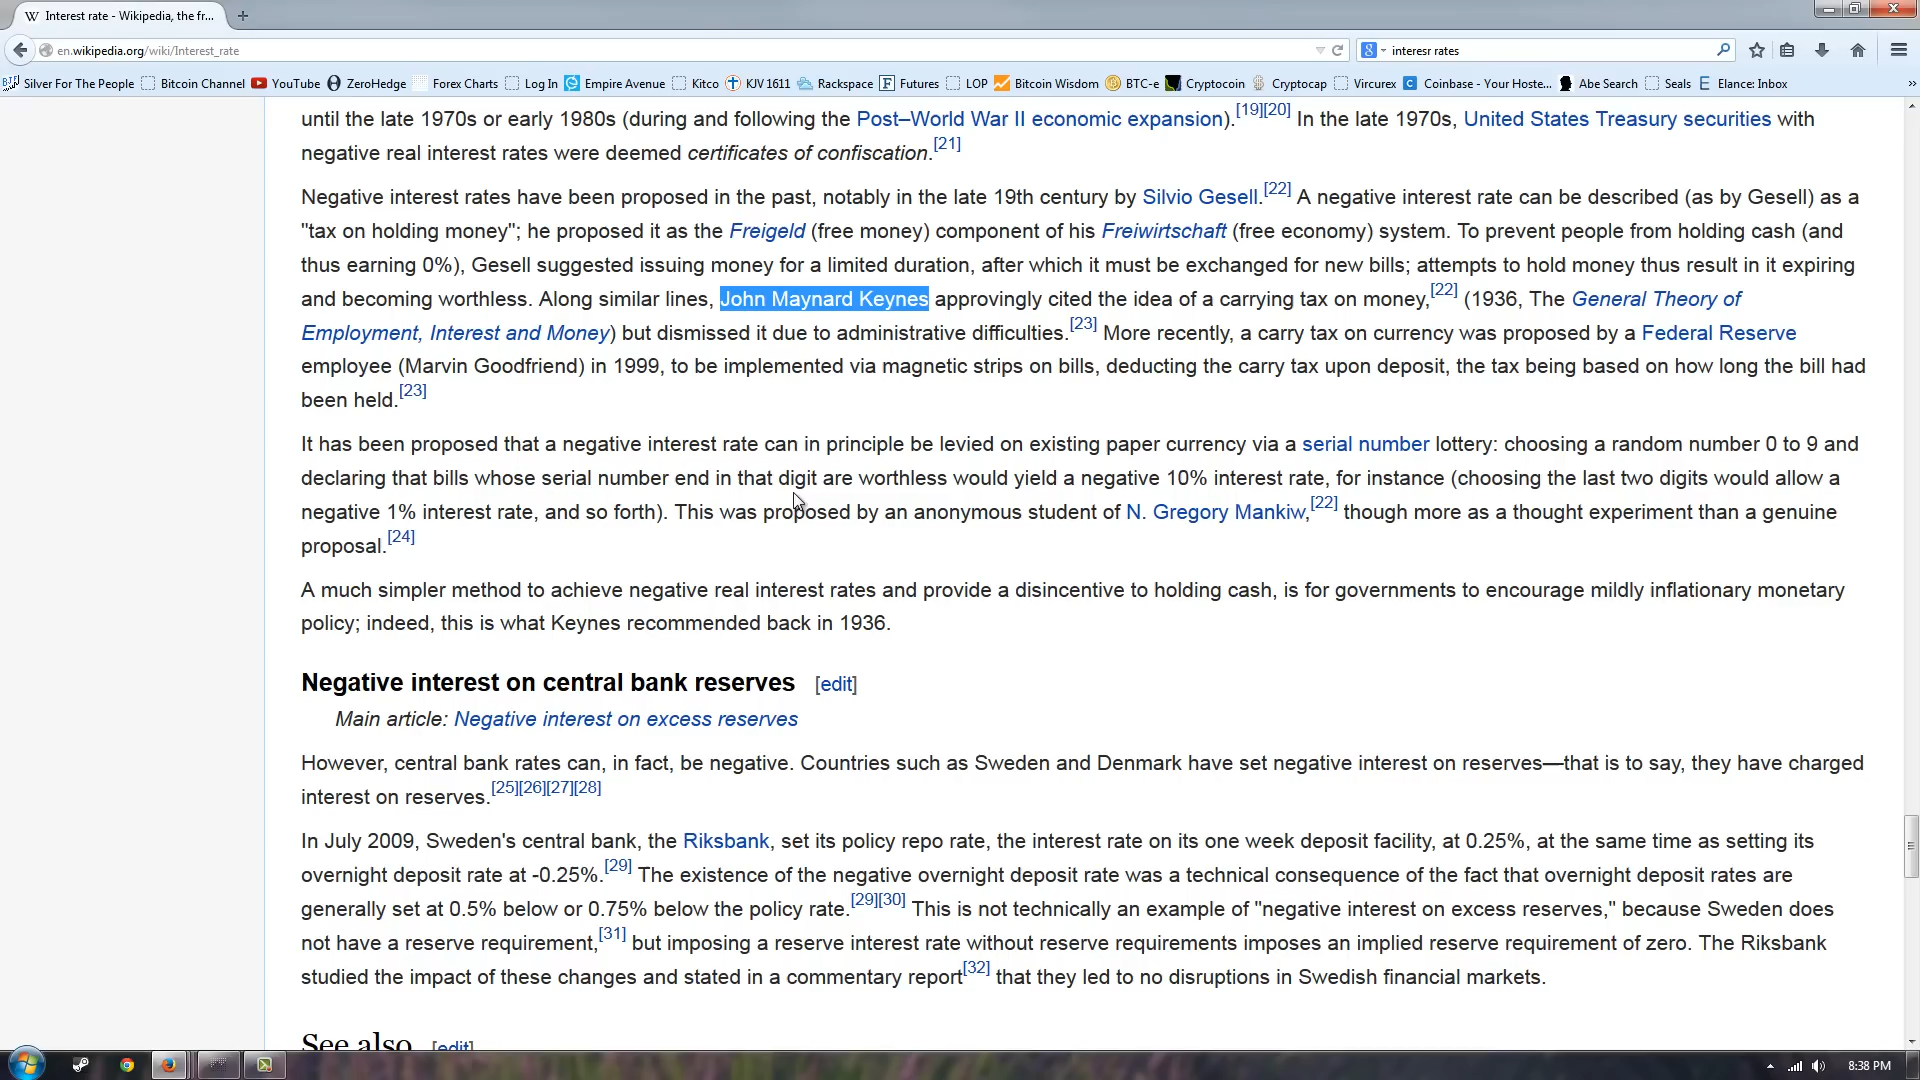 Interest rate - Wikipedia, the fr...
en.wikipedia.org/wiki/Interest_rate
interesr rates
Silver For The People Bitcoin Channel YouTube ZeroHedge Forex Charts Log In Empire Avenue Kitco KJV 1611 Rackspace Futures LOP Bitcoin Wisdom BTC-e Cryptocoin Cryptocap Vircurex Coinbase - Your Hoste... Abe Search Seals Elance: Inbox
until the late 1970s or early 1980s (during and following the Post–World War II economic expansion).[19][20] In the late 1970s, United States Treasury securities with
negative real interest rates were deemed certificates of confiscation.[21]
Negative interest rates have been proposed in the past, notably in the late 19th century by Silvio Gesell.[22] A negative interest rate can be described (as by Gesell) as a
"tax on holding money"; he proposed it as the Freigeld (free money) component of his Freiwirtschaft (free economy) system. To prevent people from holding cash (and
thus earning 0%), Gesell suggested issuing money for a limited duration, after which it must be exchanged for new bills; attempts to hold money thus result in it expiring
and becoming worthless. Along similar lines, John Maynard Keynes approvingly cited the idea of a carrying tax on money,[22] (1936, The General Theory of
Employment, Interest and Money) but dismissed it due to administrative difficulties.[23] More recently, a carry tax on currency was proposed by a Federal Reserve
employee (Marvin Goodfriend) in 1999, to be implemented via magnetic strips on bills, deducting the carry tax upon deposit, the tax being based on how long the bill had
been held.[23]
It has been proposed that a negative interest rate can in principle be levied on existing paper currency via a serial number lottery: choosing a random number 0 to 9 and
declaring that bills whose serial number end in that digit are worthless would yield a negative 10% interest rate, for instance (choosing the last two digits would allow a
negative 1% interest rate, and so forth). This was proposed by an anonymous student of N. Gregory Mankiw,[22] though more as a thought experiment than a genuine
proposal.[24]
A much simpler method to achieve negative real interest rates and provide a disincentive to holding cash, is for governments to encourage mildly inflationary monetary
policy; indeed, this is what Keynes recommended back in 1936.
Negative interest on central bank reserves [edit]
Main article: Negative interest on excess reserves
However, central bank rates can, in fact, be negative. Countries such as Sweden and Denmark have set negative interest on reserves—that is to say, they have charged
interest on reserves.[25][26][27][28]
In July 2009, Sweden's central bank, the Riksbank, set its policy repo rate, the interest rate on its one week deposit facility, at 0.25%, at the same time as setting its
overnight deposit rate at -0.25%.[29] The existence of the negative overnight deposit rate was a technical consequence of the fact that overnight deposit rates are
generally set at 0.5% below or 0.75% below the policy rate.[29][30] This is not technically an example of "negative interest on excess reserves," because Sweden does
not have a reserve requirement,[31] but imposing a reserve interest rate without reserve requirements imposes an implied reserve requirement of zero. The Riksbank
studied the impact of these changes and stated in a commentary report[32] that they led to no disruptions in Swedish financial markets.
See also [edit]
8:38 PM